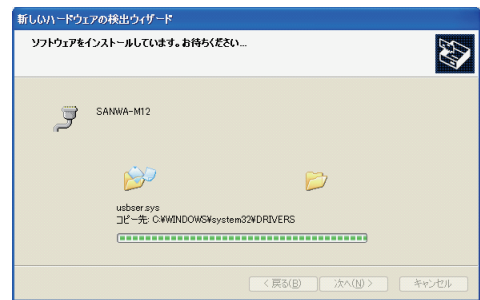 新しいハードウェアの検出ウィザード
ソフトウェアをインストールしています。お待ちください...
SANWA-M12
usbser.sys
コピー先: C:¥WINDOWS¥system32¥DRIVERS
< 戻る(B)
次へ(N) >
キャンセル